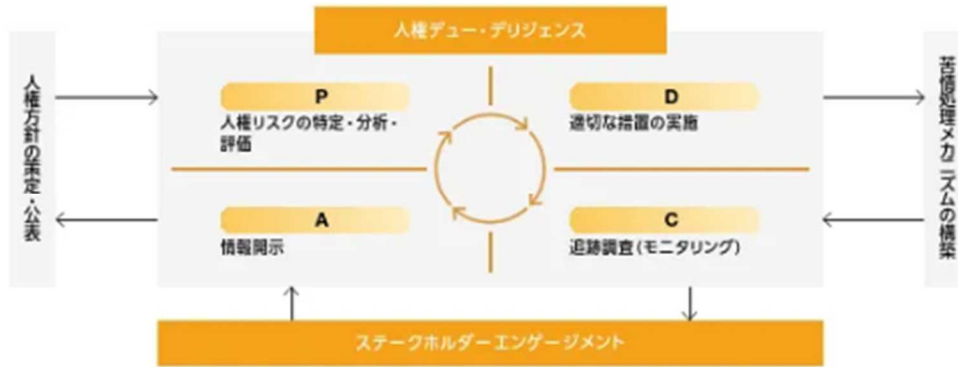 人権デュー・デリジェンス
人権方針の策定・公表
P
人権リスクの特定・分析・
評価
D
適切な措置の実施
苦情処理メカニズムの構築
A
情報開示
C
追跡調査(モニタリング)
ステークホルダーエンゲージメント